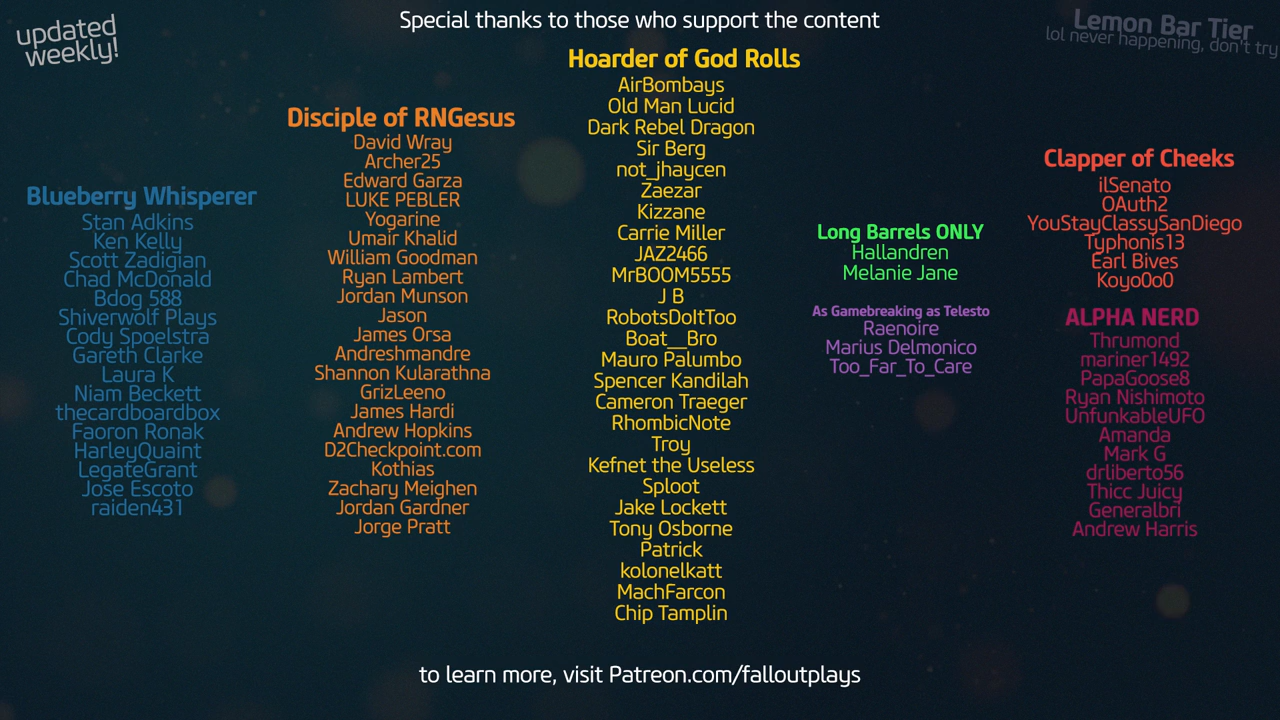 updated
weekly!
Special thanks to those who support the content
Lemon Bar Tier
lol never happening, don't try
Blueberry Whisperer
Stan Adkins
Ken Kelly
Scott Zadigian
Chad McDonald
Bdog 588
Shiverwolf Plays
Cody Spoelstra
Gareth Clarke
Laura K
Niam Beckett
thecardboardbox
Faoron Ronak
HarleyQuaint
LegateGrant
Jose Escoto
raiden431
Disciple of RNGesus
David Wray
Archer25
Edward Garza
LUKE PEBLER
Yogarine
Umair Khalid
William Goodman
Ryan Lambert
Jordan Munson
Jason
James Orsa
Andreshmandre
Shannon Kularathna
GrizLeeno
James Hardi
Andrew Hopkins
D2Checkpoint.com
Kothias
Zachary Meighen
Jordan Gardner
Jorge Pratt
Hoarder of God Rolls
AirBombays
Old Man Lucid
Dark Rebel Dragon
Sir Berg
not_jhaycen
Zaezar
Kizzane
Carrie Miller
JAZ2466
MrBOOM5555
J B
RobotsDoItToo
Boat__Bro
Mauro Palumbo
Spencer Kandilah
Cameron Traeger
RhombicNote
Troy
Kefnet the Useless
Sploot
Jake Lockett
Tony Osborne
Patrick
kolonelkatt
MachFarcon
Chip Tamplin
Long Barrels ONLY
Hallandren
Melanie Jane
As Gamebreaking as Telesto
Raenoire
Marius Delmonico
Too_Far_To_Care
Clapper of Cheeks
ilSenato
OAuth2
YouStayClassySanDiego
Typhonis13
Earl Bives
Koyo0o0
ALPHA NERD
Thrumond
mariner1492
PapaGoose8
Ryan Nishimoto
UnfunkableUFO
Amanda
Mark G
drliberto56
Thicc Juicy
Generalbri
Andrew Harris
to learn more, visit Patreon.com/falloutplays